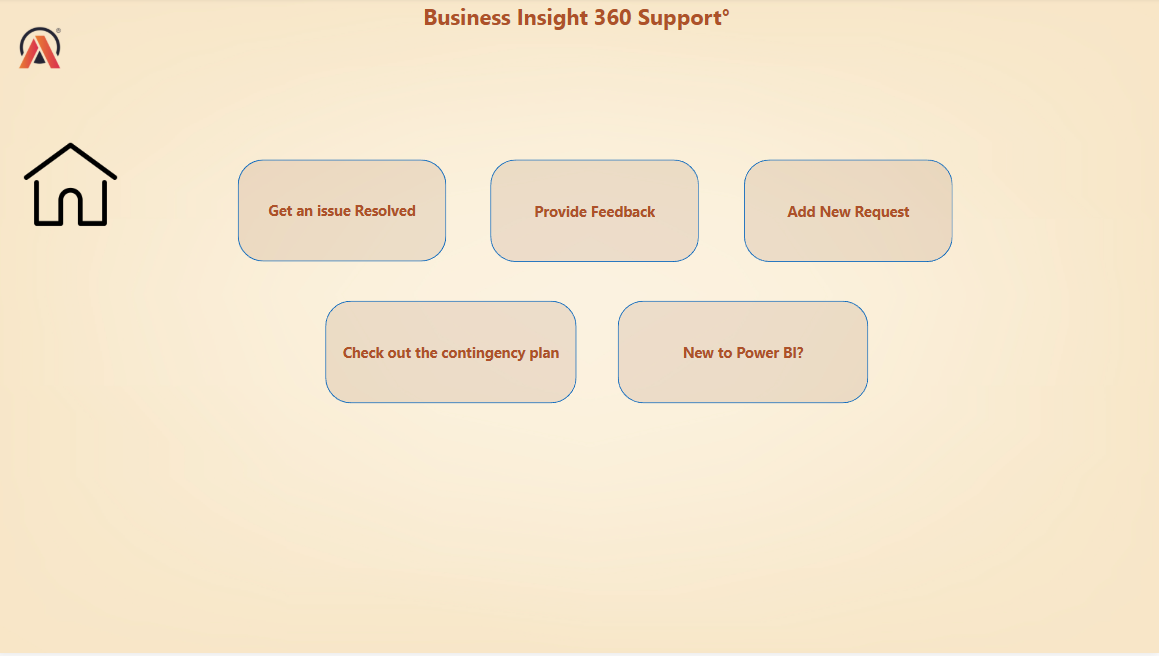 Business Insight 360 Support°
®
Get an issue Resolved
Provide Feedback
Add New Request
Check out the contingency plan
New to Power BI?